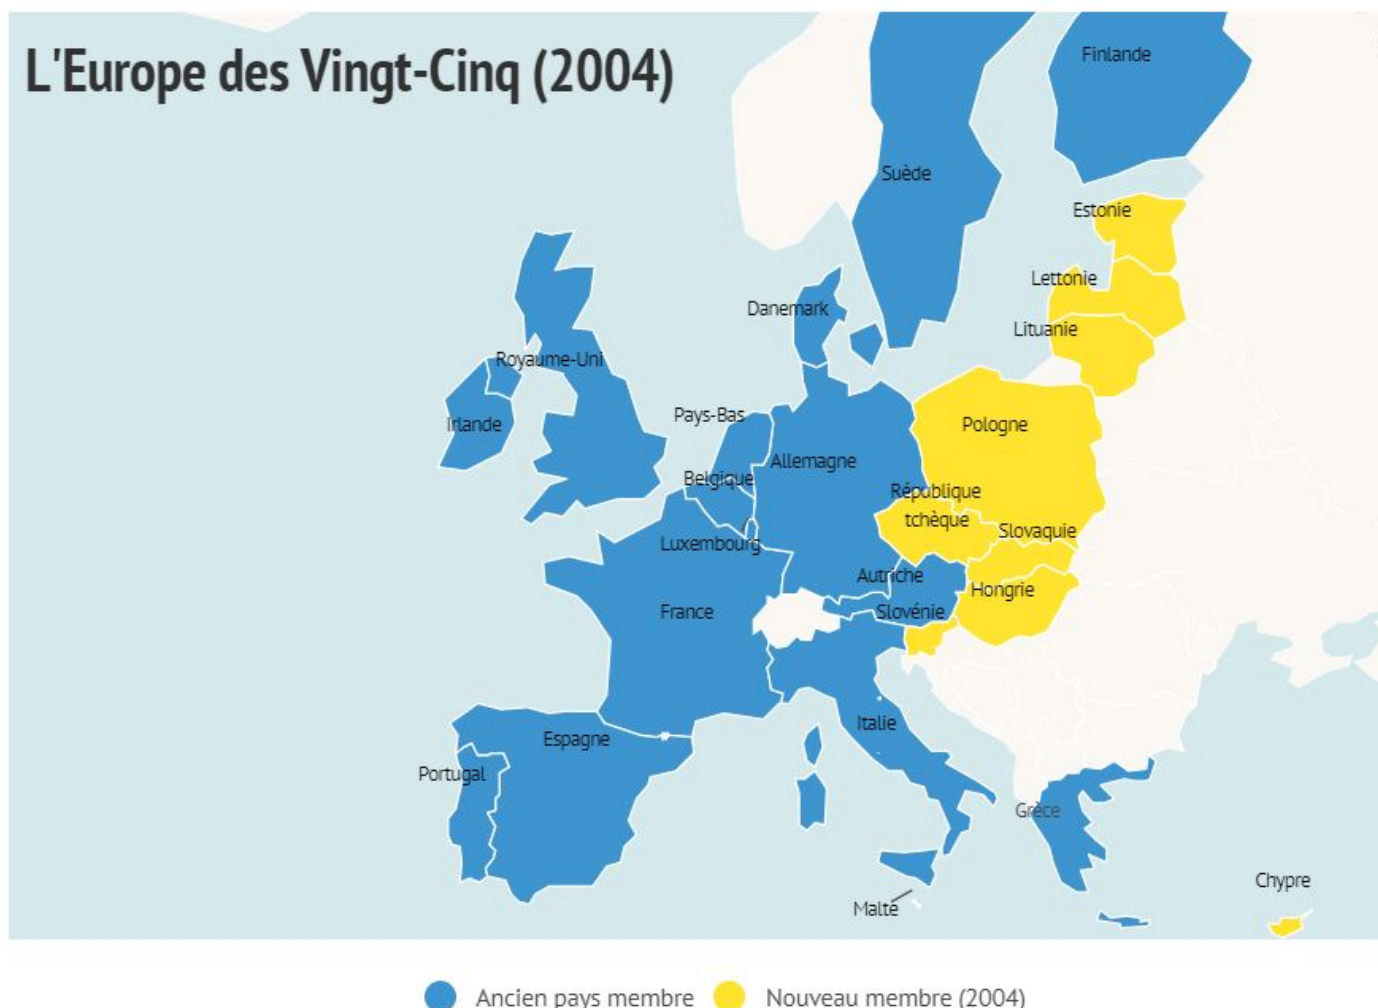 L'Europe des Vingt-Cinq (2004)
Finlande
Suède
Estonie
Lettonie
Danemark
Lituanie
Royaume-Uni
Pays-Bas
Irlande
Pologne
Allemagne
Belgique
République
tchèque
Slovaquie
Luxembourg
Autriche
Hongrie
France
Slovénie
Italie
Espagne
Portugal
Grèce
Chypre
Malte
Ancien pays membre
Nouveau membre (2004)